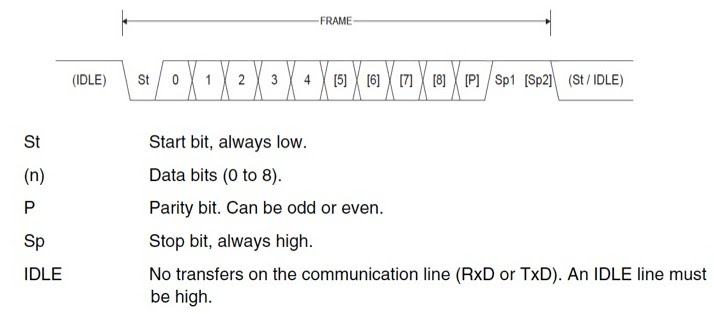 FRAME
(IDLE) St 0 1 2 3 4 [5] [6] [7] [8] [P] Sp1 [Sp2] (St / IDLE)
St Start bit, always low.
(n) Data bits (0 to 8).
P Parity bit. Can be odd or even.
Sp Stop bit, always high.
IDLE No transfers on the communication line (RxD or TxD). An IDLE line must
be high.